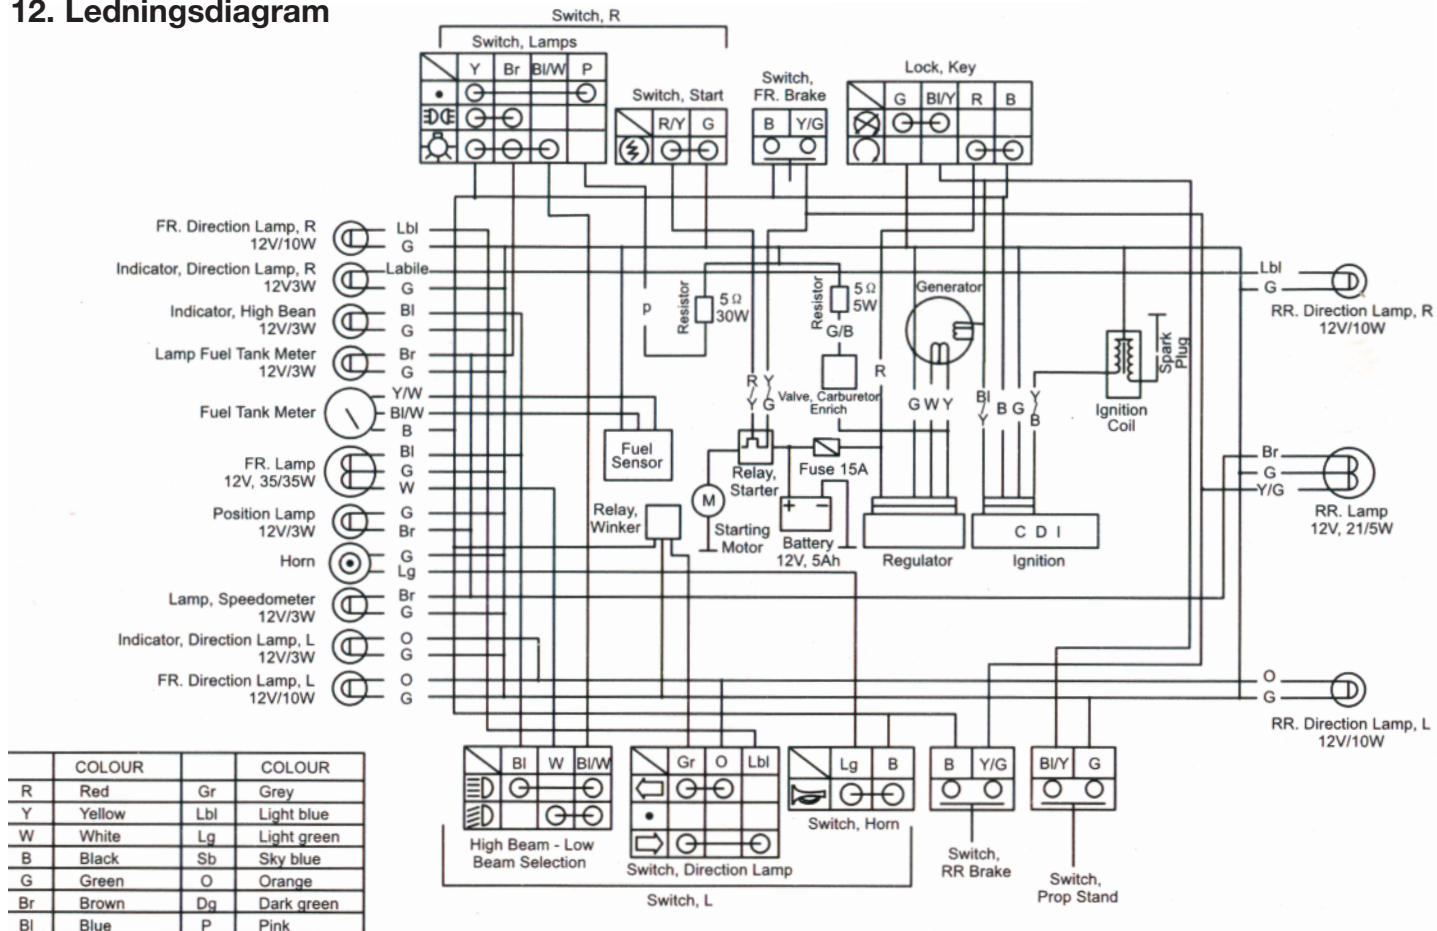 12. Ledningsdiagram
Switch, R
Switch, Lamps
Y Br Bl/W P
Switch, Start
R/Y G
Switch,
FR. Brake
B Y/G
Lock, Key
G Bl/Y R B
FR. Direction Lamp, R
12V/10W
Lbl
G
Indicator, Direction Lamp, R
12V3W
Labile
G
Indicator, High Bean
12V/3W
Bl
G
Lamp Fuel Tank Meter
12V/3W
Br
G
Fuel Tank Meter
Y/W
Bl/W
B
FR. Lamp
12V, 35/35W
Bl
G
W
Position Lamp
12V/3W
G
Br
Horn
G
Lg
Lamp, Speedometer
12V/3W
Br
G
Indicator, Direction Lamp, L
12V/3W
O
G
FR. Direction Lamp, L
12V/10W
O
G
p
Resistor
5 Ω
30W
Resistor
5 Ω
5W
G/B
Valve, Carburetor
Enrich
R/Y
Y/G
R
Generator
G W Y
Bl/Y
B
G
Y/B
Spark
Plug
Ignition
Coil
Fuel
Sensor
Relay,
Starter
Fuse 15A
Relay,
Winker
M
Starting
Motor
+ −
Battery
12V, 5Ah
Regulator
C D I
Ignition
Lbl
G
RR. Direction Lamp, R
12V/10W
Br
G
Y/G
RR. Lamp
12V, 21/5W
O
G
RR. Direction Lamp, L
12V/10W
Bl W Bl/W
High Beam - Low
Beam Selection
Gr O Lbl
Switch, Direction Lamp
Lg B
Switch, Horn
Switch, L
B Y/G
Switch,
RR Brake
Bl/Y G
Switch,
Prop Stand
COLOUR COLOUR
R Red Gr Grey
Y Yellow Lbl Light blue
W White Lg Light green
B Black Sb Sky blue
G Green O Orange
Br Brown Dg Dark green
Bl Blue P Pink